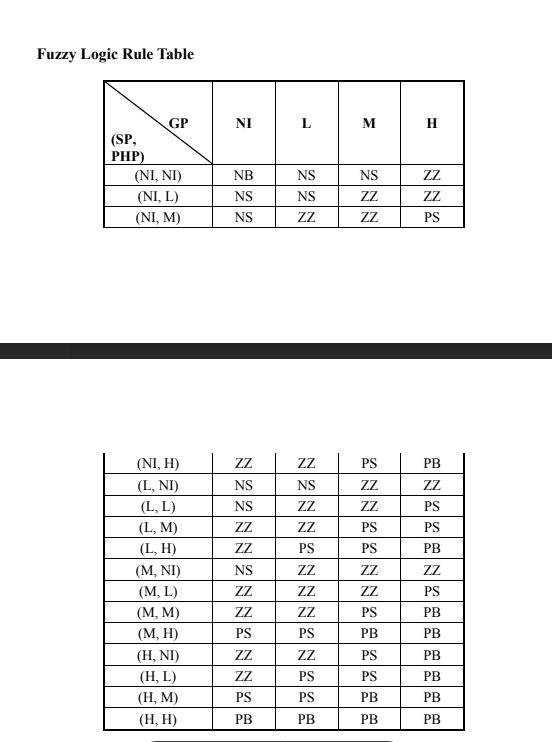 Fuzzy Logic Rule Table
GP NI L M H
(SP,
PHP)
(NI, NI) NB NS NS ZZ
(NI, L) NS NS ZZ ZZ
(NI, M) NS ZZ ZZ PS
(NI, H) ZZ ZZ PS PB
(L, NI) NS NS ZZ ZZ
(L, L) NS ZZ ZZ PS
(L, M) ZZ ZZ PS PS
(L, H) ZZ PS PS PB
(M, NI) NS ZZ ZZ ZZ
(M, L) ZZ ZZ ZZ PS
(M, M) ZZ ZZ PS PB
(M, H) PS PS PB PB
(H, NI) ZZ ZZ PS PB
(H, L) ZZ PS PS PB
(H, M) PS PS PB PB
(H, H) PB PB PB PB